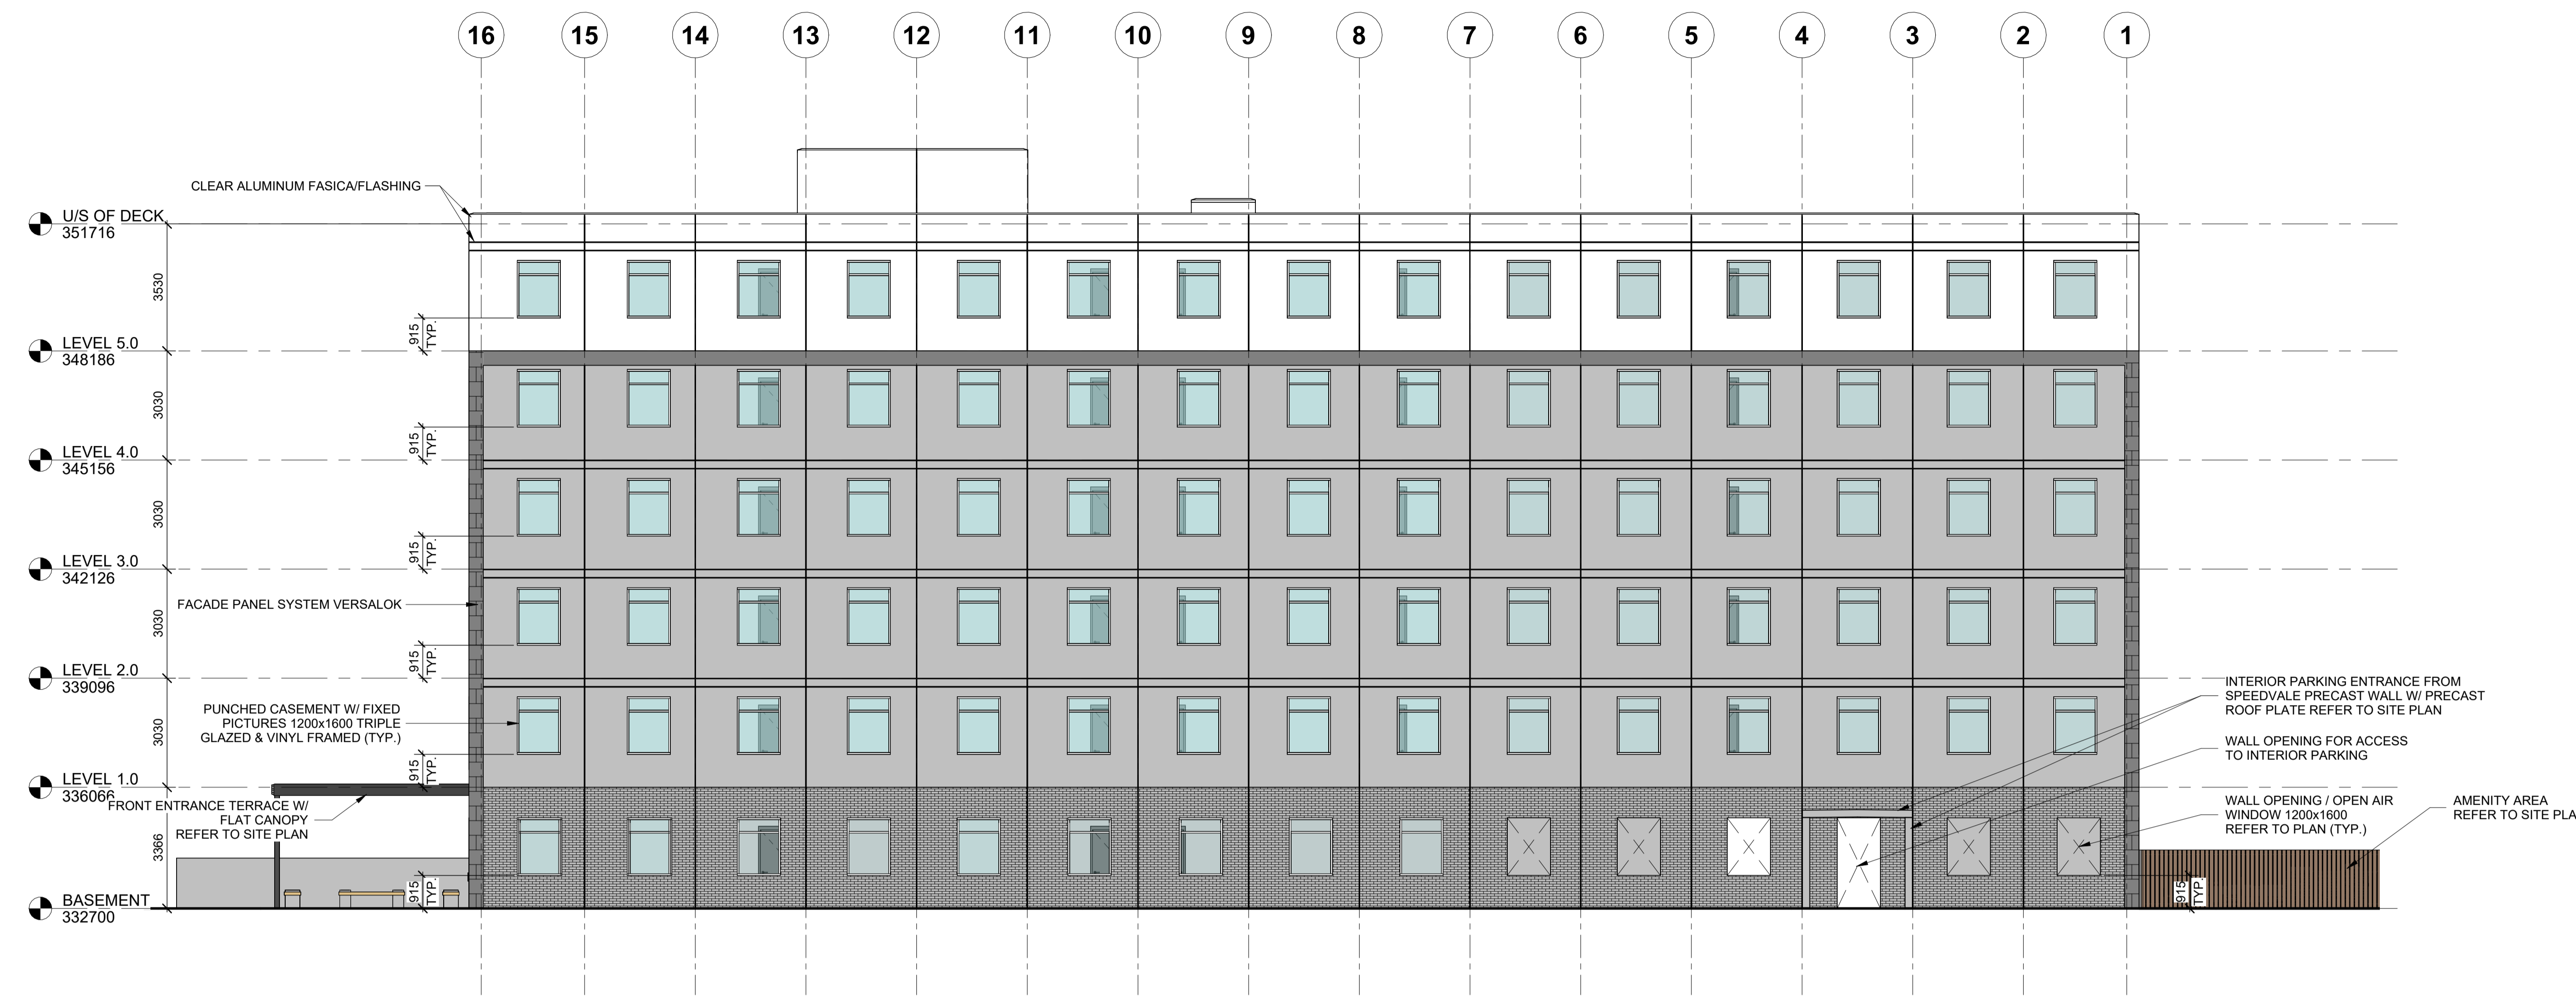 16 15 14 13 12 11 10 9 8 7 6 5 4 3 2 1
CLEAR ALUMINUM FASICA/FLASHING
U/S OF DECK
351716
3530
915
TYP.
LEVEL 5.0
348186
3030
915
TYP.
LEVEL 4.0
345156
3030
915
TYP.
LEVEL 3.0
342126
FACADE PANEL SYSTEM VERSALOK
3030
915
TYP.
LEVEL 2.0
339096
PUNCHED CASEMENT W/ FIXED
PICTURES 1200x1600 TRIPLE
GLAZED & VINYL FRAMED (TYP.)
3030
915
TYP.
LEVEL 1.0
336066
FRONT ENTRANCE TERRACE W/
FLAT CANOPY
REFER TO SITE PLAN
3366
915
TYP.
BASEMENT
332700
INTERIOR PARKING ENTRANCE FROM
SPEEDVALE PRECAST WALL W/ PRECAST
ROOF PLATE REFER TO SITE PLAN
WALL OPENING FOR ACCESS
TO INTERIOR PARKING
WALL OPENING / OPEN AIR
WINDOW 1200x1600
REFER TO PLAN (TYP.)
AMENITY AREA
REFER TO SITE PLA
915
TYP.